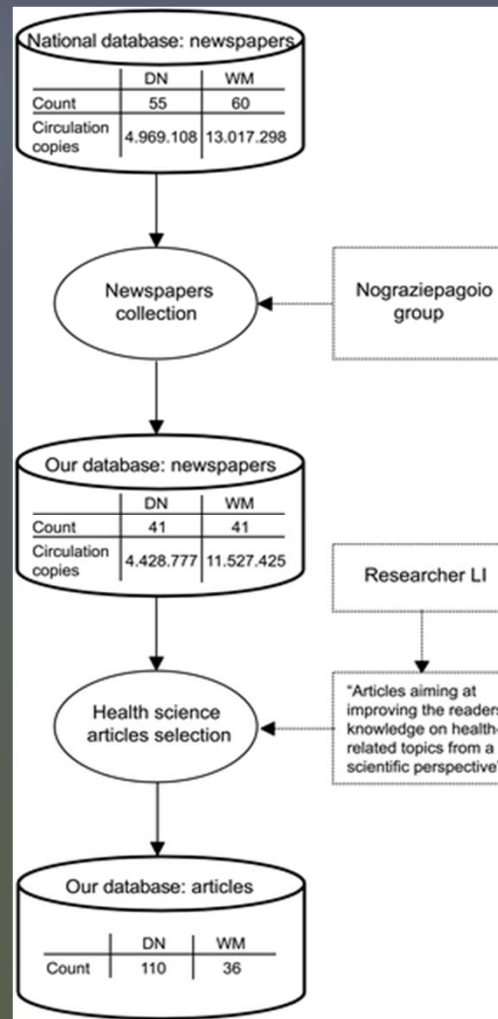 National database: newspapers
DN WM
Count 55 60
Circulation copies 4.969.108 13.017.298
Newspapers
collection
Nograziepagoio
group
Our database: newspapers
DN WM
Count 41 41
Circulation copies 4.428.777 11.527.425
Researcher LI
Health science
articles selection
"Articles aiming at
improving the readers
knowledge on health-
related topics from a
scientific perspective"
Our database: articles
DN WM
Count 110 36